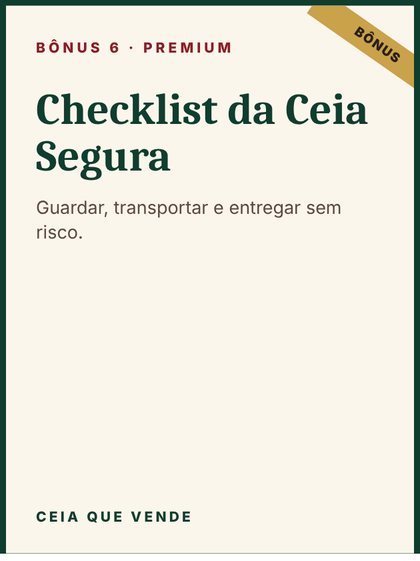 BÔNUS 6 · PREMIUM
BÔNUS
Checklist da Ceia
Segura
Guardar, transportar e entregar sem
risco.
CEIA QUE VENDE